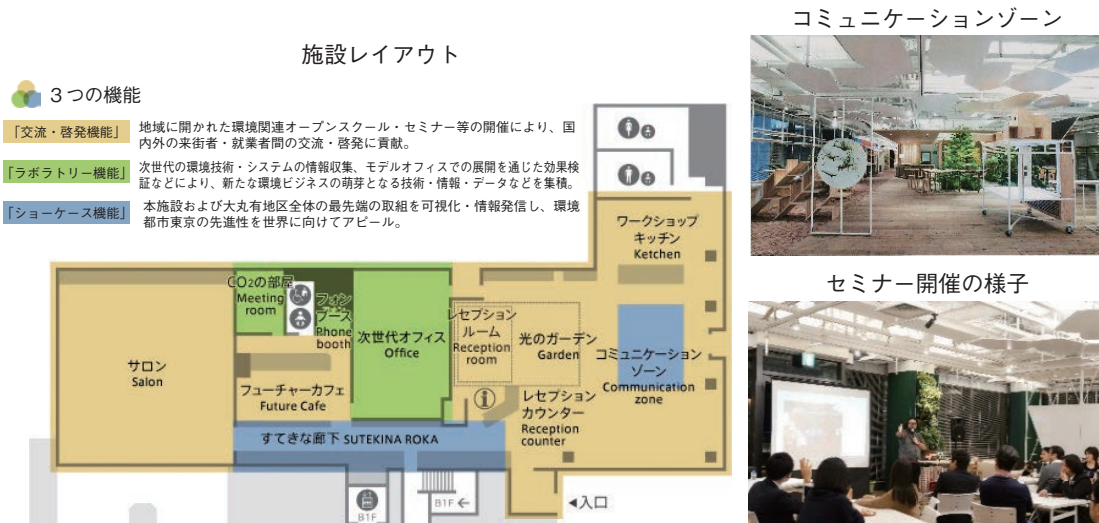 施設レイアウト
3つの機能
「交流・啓発機能」
地域に開かれた環境関連オープンスクール・セミナー等の開催により、国
内外の来街者・就業者間の交流・啓発に貢献。
「ラボラトリー機能」
次世代の環境技術・システムの情報収集、モデルオフィスでの展開を通じた効果検
証などにより、新たな環境ビジネスの萌芽となる技術・情報・データなどを集積。
「ショーケース機能」
本施設および大丸有地区全体の最先端の取組を可視化・情報発信し、環境
都市東京の先進性を世界に向けてアピール。
ワークショップ
キッチン
Ketchen
CO2の部屋
Meeting
room
フォン
ブース
Phone
booth
次世代オフィス
Office
レセプション
ルーム
Reception
room
光のガーデン
Garden
コミュニケーション
ゾーン
Communication
zone
サロン
Salon
フューチャーカフェ
Future Cafe
レセプション
カウンター
Reception
counter
すてきな廊下 SUTEKINA ROKA
B1F
B1F ←
◀入口
コミュニケーションゾーン
セミナー開催の様子